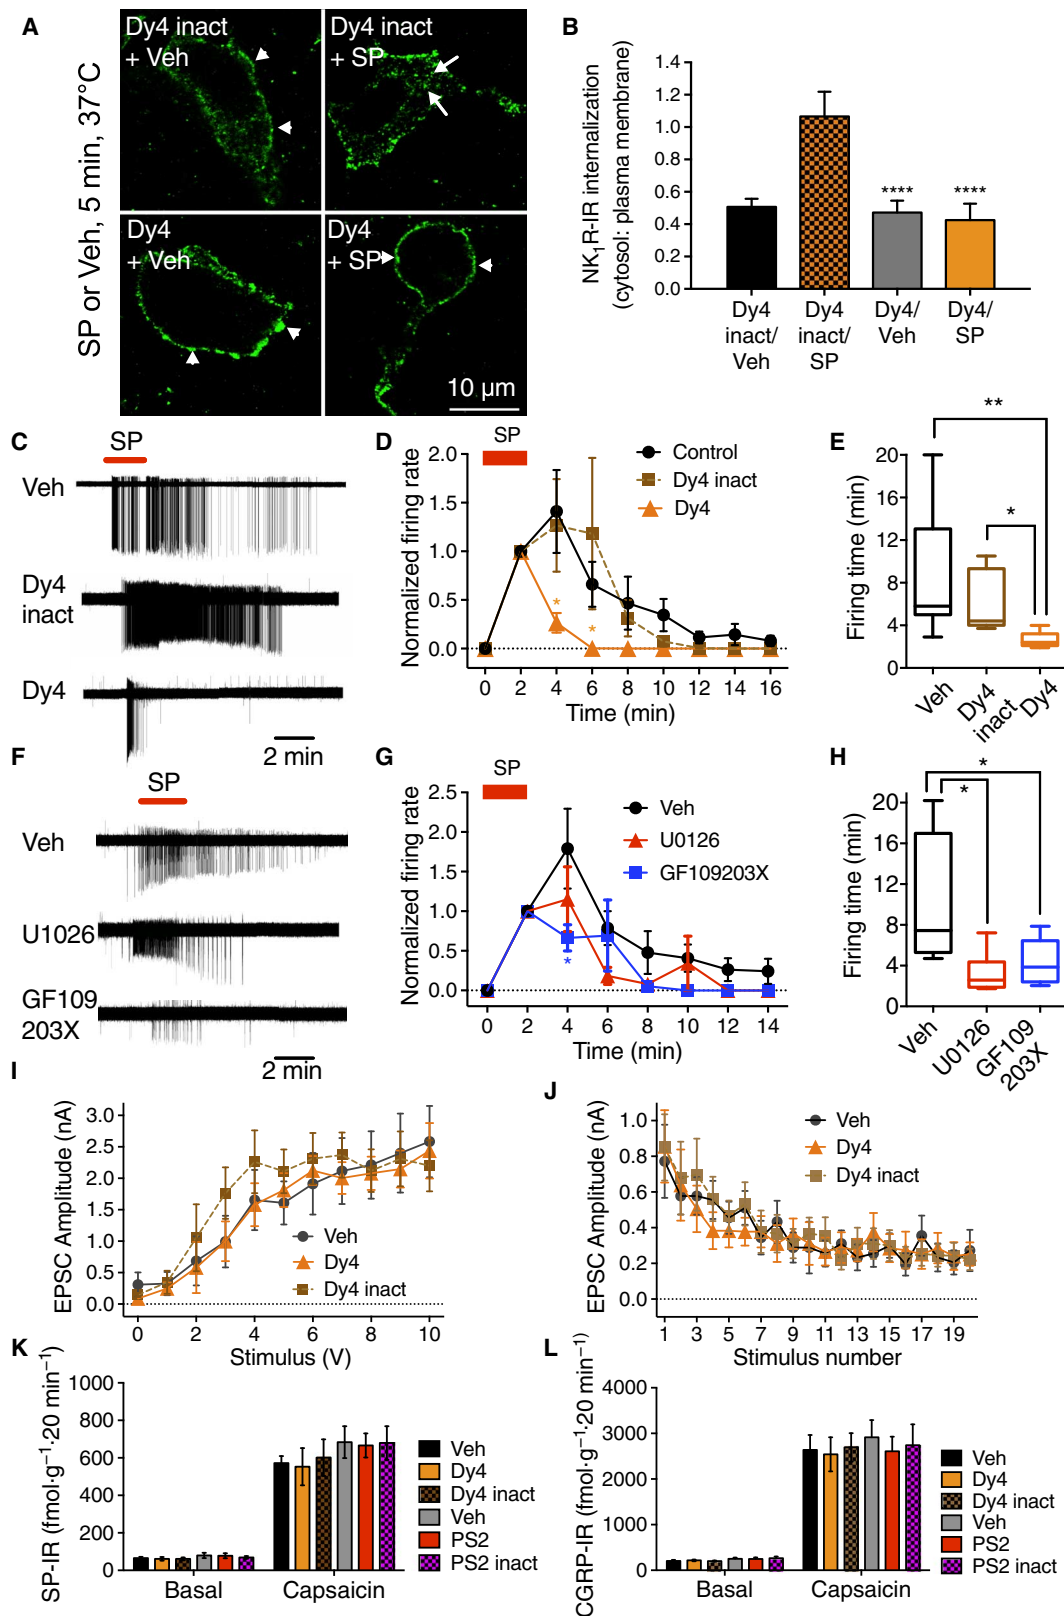 A
SP or Veh, 5 min, 37°C
Dy4 inact
+ Veh
Dy4 inact
+ SP
Dy4
+ Veh
Dy4
+ SP
10 μm
B
NK₁R-IR internalization
(cytosol: plasma membrane)
1.4
1.2
1.0
0.8
0.6
0.4
0.2
0.0
****
****
Dy4
inact/
Veh
Dy4
inact/
SP
Dy4/
Veh
Dy4/
SP
C
SP
Veh
Dy4
inact
Dy4
2 min
D
SP
Normalized firing rate
2.0
1.5
1.0
0.5
0.0
Control
Dy4 inact
Dy4
*
*
0 2 4 6 8 10 12 14 16
Time (min)
E
**
*
Firing time (min)
20
16
12
8
4
0
Veh
Dy4
inact
Dy4
F
SP
Veh
U1026
GF109
203X
2 min
G
SP
Normalized firing rate
2.5
2.0
1.5
1.0
0.5
0.0
Veh
U0126
GF109203X
*
0 2 4 6 8 10 12 14
Time (min)
H
*
*
Firing time (min)
20
16
12
8
4
0
Veh
U0126
GF109
203X
I
EPSC Amplitude (nA)
3.0
2.5
2.0
1.5
1.0
0.5
0.0
Veh
Dy4
Dy4 inact
0 2 4 6 8 10
Stimulus (V)
J
EPSC Amplitude (nA)
1.0
0.8
0.6
0.4
0.2
0.0
Veh
Dy4
Dy4 inact
1 3 5 7 9 11 13 15 17 19
Stimulus number
K
SP-IR (fmol·g⁻¹·20 min⁻¹)
1000
800
600
400
200
0
Basal Capsaicin
Veh
Dy4
Dy4 inact
Veh
PS2
PS2 inact
L
CGRP-IR (fmol·g⁻¹·20 min⁻¹)
4000
3000
2000
1000
0
Basal Capsaicin
Veh
Dy4
Dy4 inact
Veh
PS2
PS2 inact